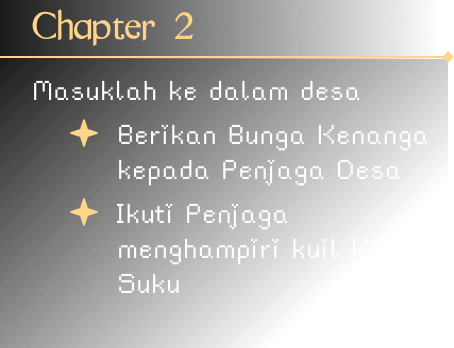 Chapter 2
Masuklah ke dalam desa
Berikan Bunga Kenanga
kepada Penjaga Desa
Ikuti Penjaga
menghampiri kuil
Suku